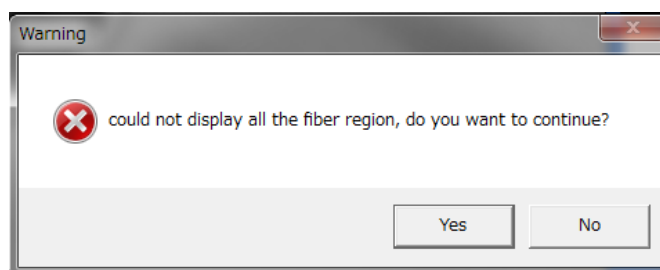 Warning
could not display all the fiber region, do you want to continue?
Yes
No